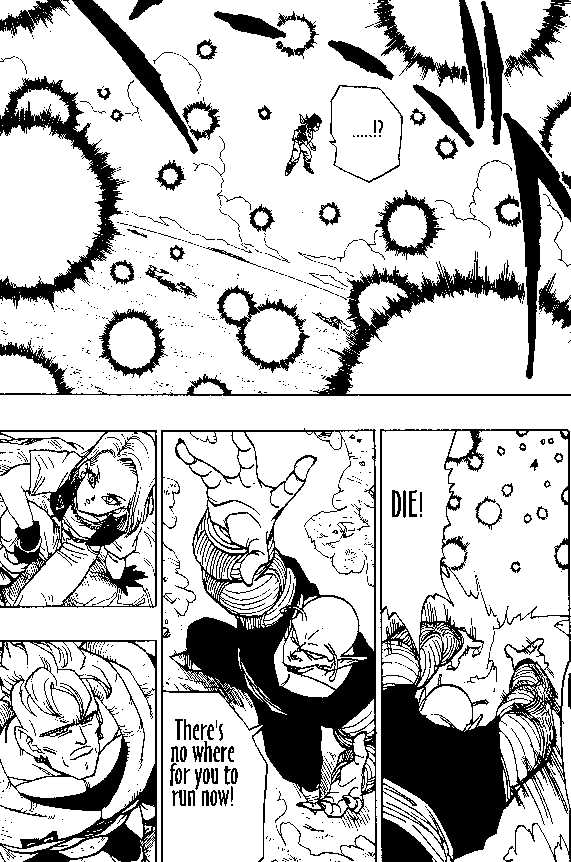 ......!?
There's
no where
for you to
run now!
DIE!